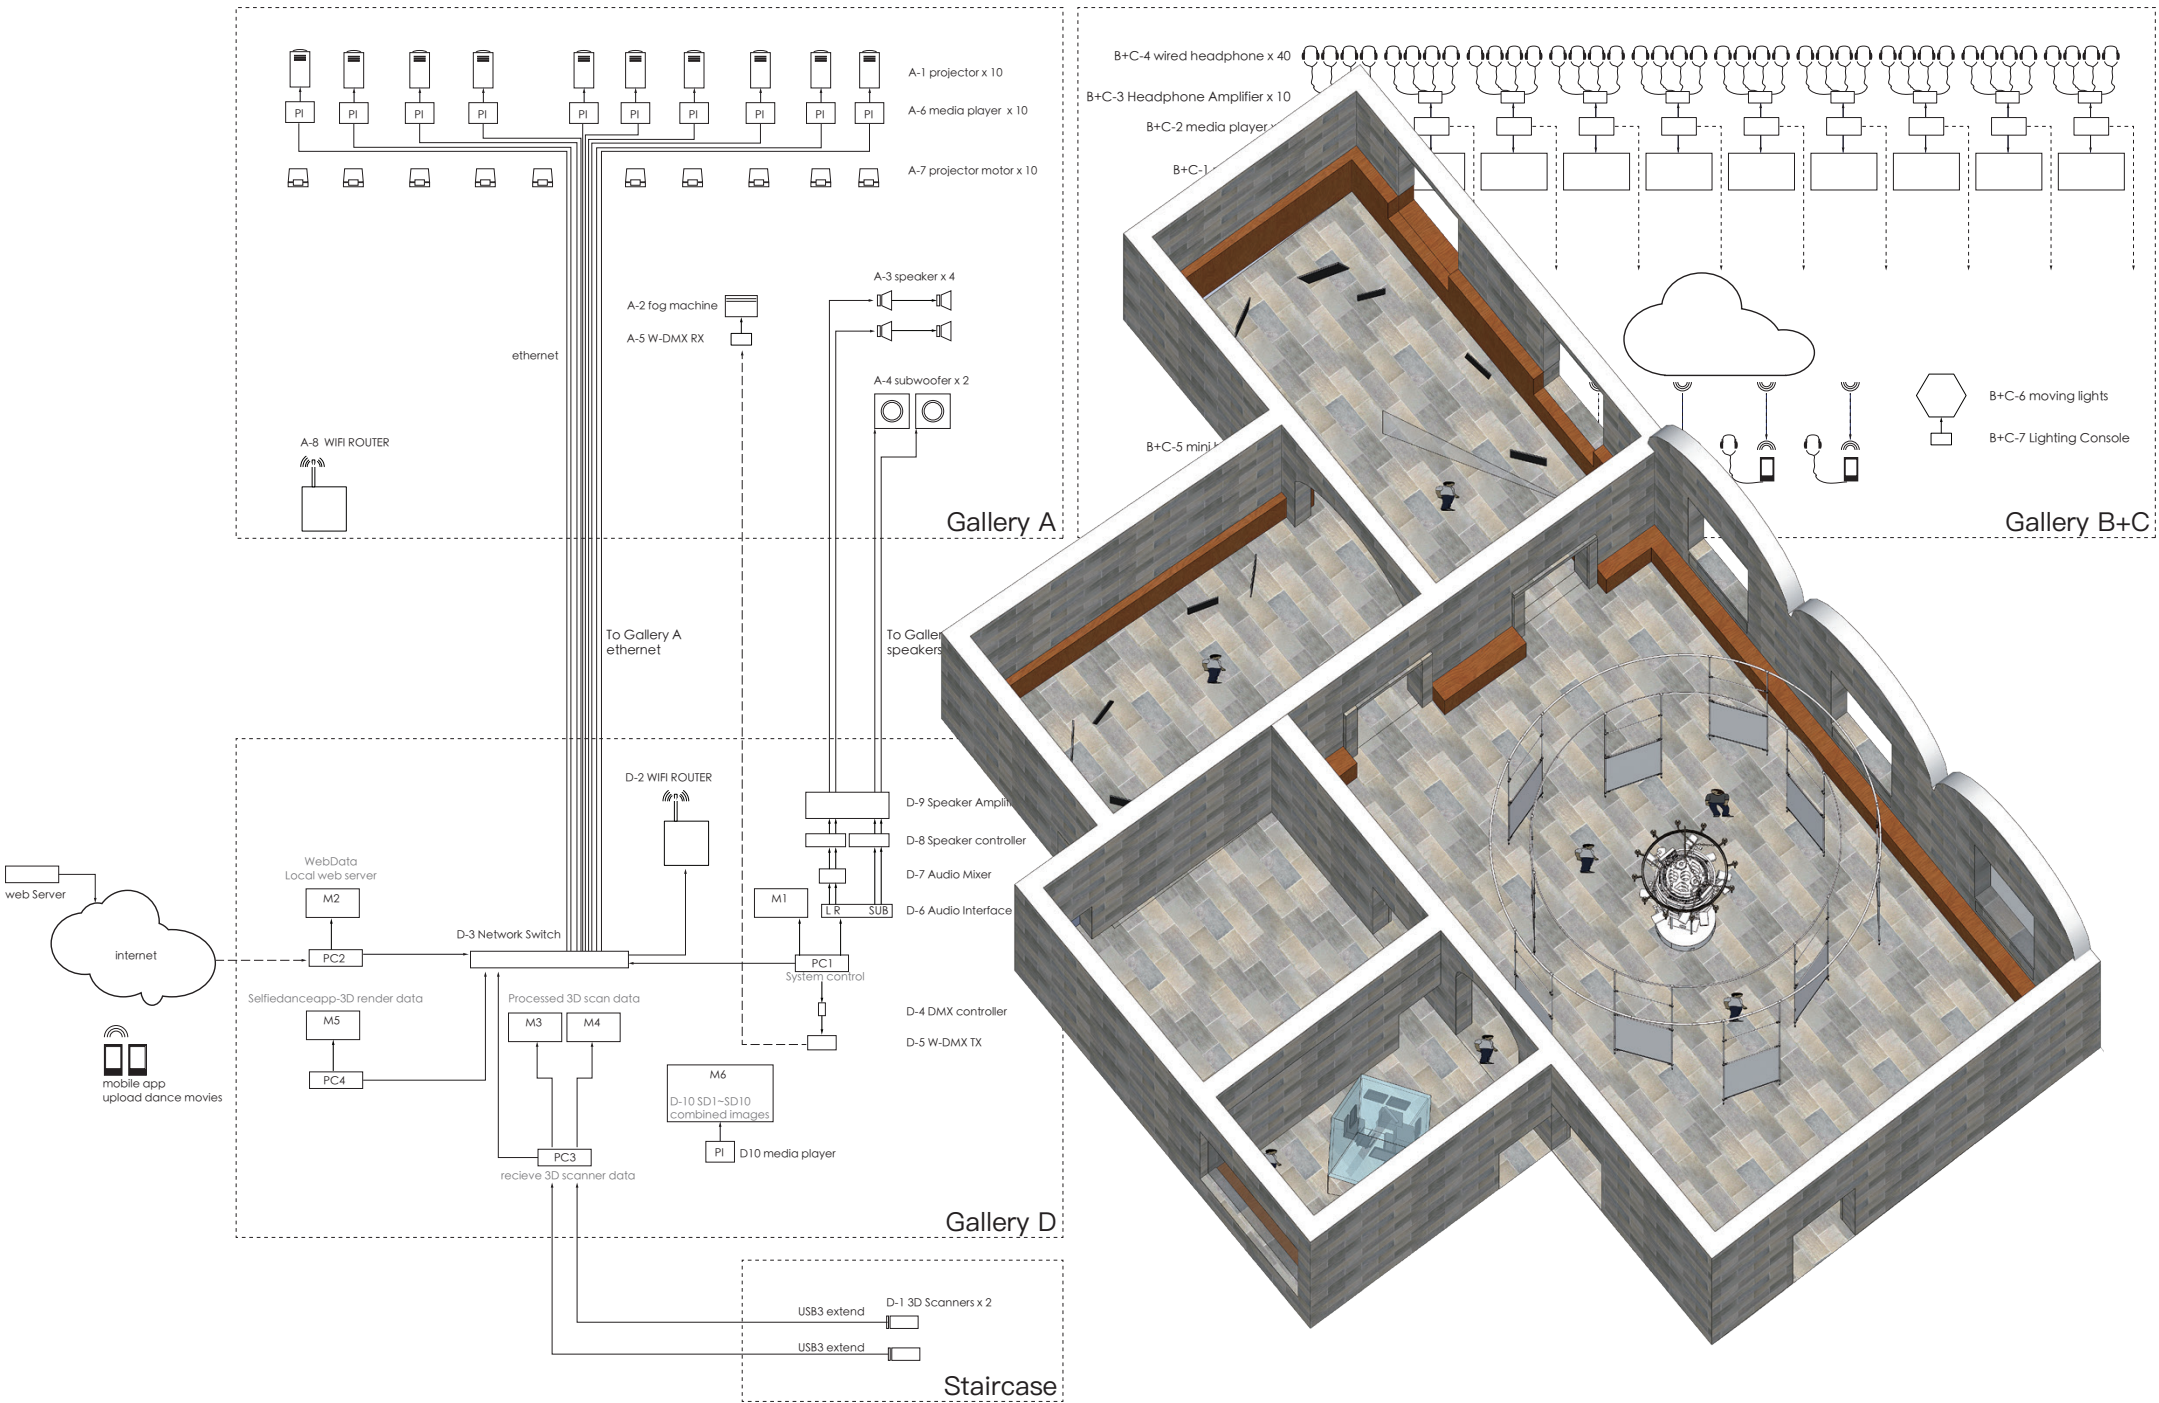 A-1 projector x 10
PI PI PI PI PI PI PI PI PI PI
A-6 media player x 10
A-7 projector motor x 10
A-3 speaker x 4
A-2 fog machine
A-5 W-DMX RX
ethernet
A-4 subwoofer x 2
A-8 WIFI ROUTER
Gallery A
B+C-4 wired headphone x 40
B+C-3 Headphone Amplifier x 10
B+C-2 media player
B+C-1
B+C-6 moving lights
B+C-7 Lighting Console
B+C-5 mini
Gallery B+C
To Gallery A
ethernet
To
speakers
D-2 WIFI ROUTER
D-9 Speaker
D-8 Speaker controller
D-7 Audio Mixer
L R SUB
D-6 Audio Interface
M1
WebData
Local web server
M2
web Server
internet
PC2
D-3 Network Switch
PC1
System control
Selfiedanceapp-3D render data
M5
Processed 3D scan data
M3
M4
D-4 DMX controller
D-5 W-DMX TX
mobile app
upload dance movies
PC4
M6
D-10 SD1~SD10
combined images
PI
D10 media player
PC3
recieve 3D scanner data
Gallery D
USB3 extend
D-1 3D Scanners x 2
USB3 extend
Staircase